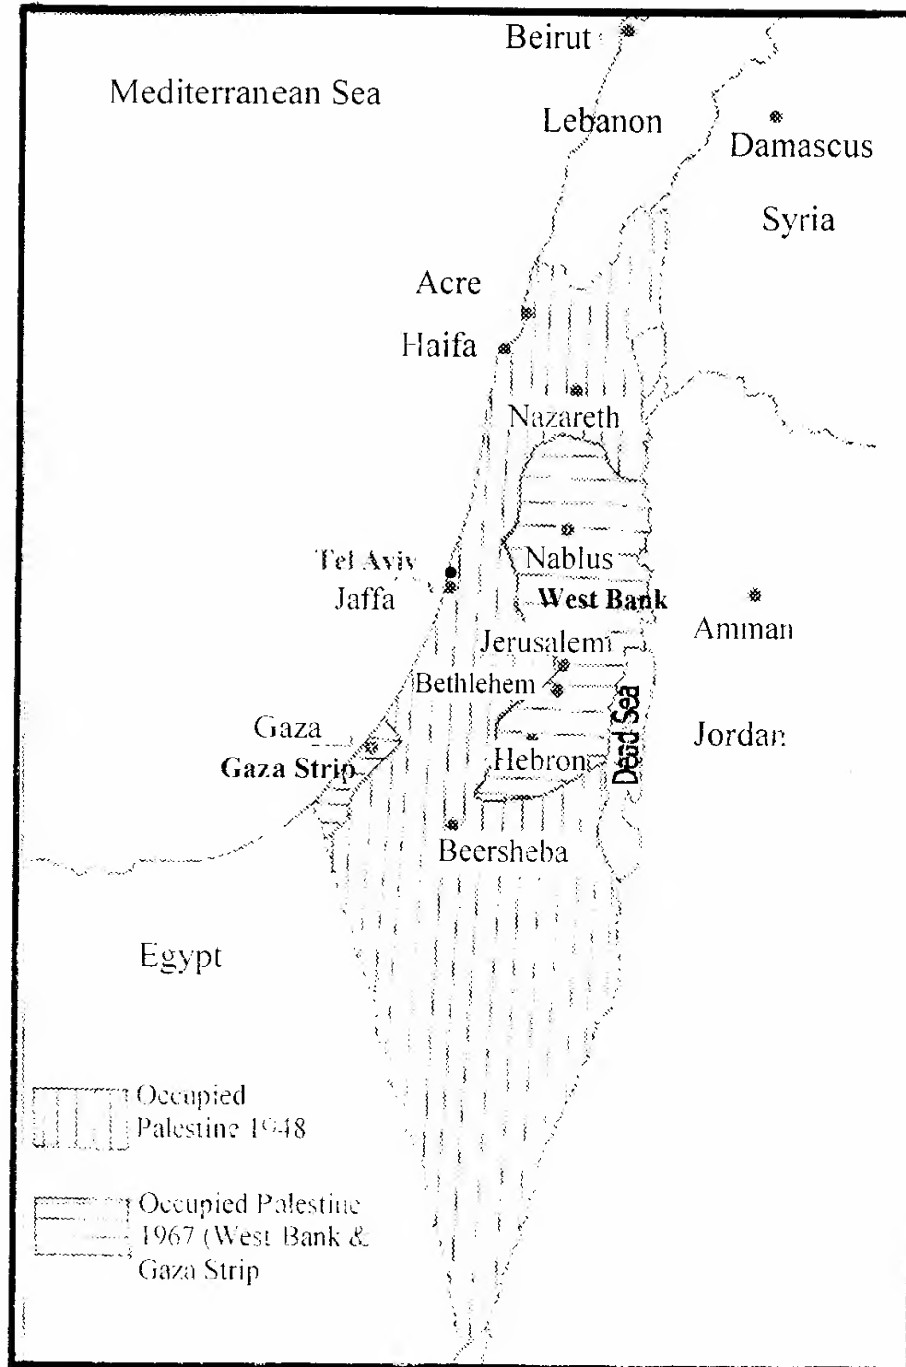 Beirut
Mediterranean Sea
Lebanon
Damascus
Syria
Acre
Haifa
Nazareth
Tel Aviv
Nablus
Jaffa
West Bank
Amman
Jerusalem
Bethlehem
Dead Sea
Gaza
Jordan
Hebron
Gaza Strip
Beersheba
Egypt
Occupied
Palestine 1948
Occupied Palestine
1967 (West Bank &
Gaza Strip